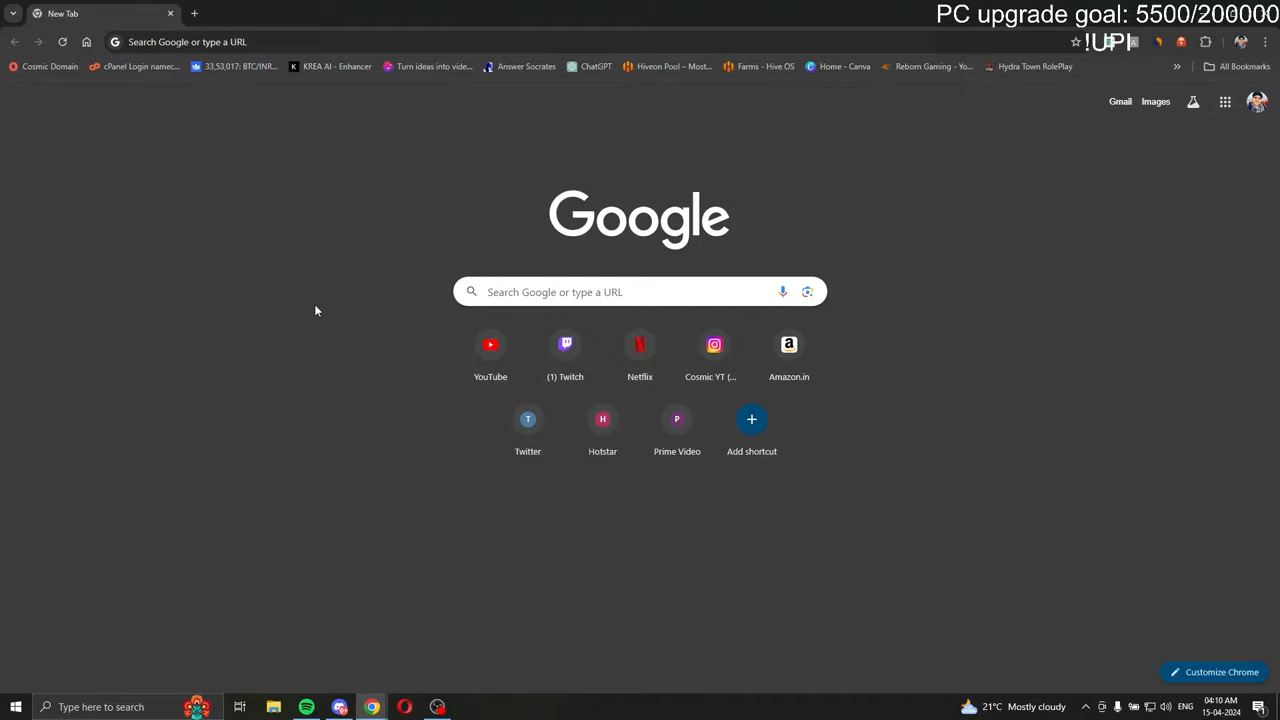 New Tab
PC upgrade goal: 5500/200000
!UPI
Search Google or type a URL
Cosmic Domain
cPanel Login namec...
33,53,017: BTC/INR...
KREA AI - Enhancer
Turn ideas into vide...
Answer Socrates
ChatGPT
Hiveon Pool – Most...
Farms - Hive OS
Home - Canva
Reborn Gaming - Yo...
Hydra Town RolePlay
»
All Bookmarks
Gmail
Images
Google
Search Google or type a URL
YouTube
(1) Twitch
Netflix
Cosmic YT (...
Amazon.in
T
H
P
Twitter
Hotstar
Prime Video
Add shortcut
Customize Chrome
Type here to search
21°C Mostly cloudy
ENG
04:10 AM
15-04-2024